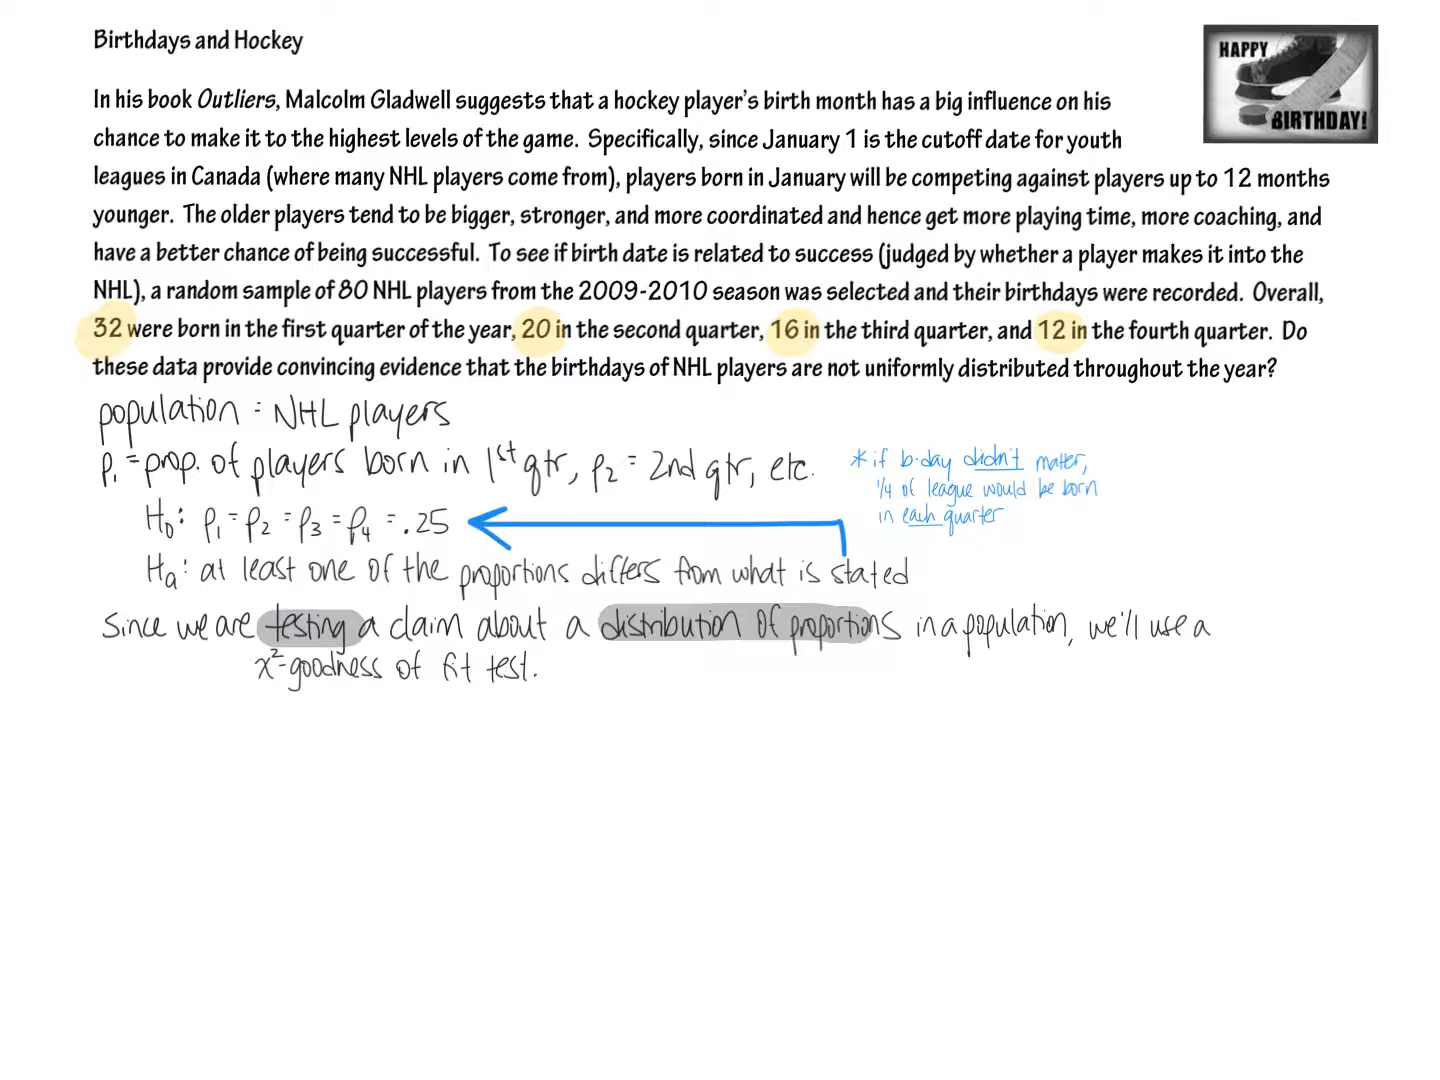 Birthdays and Hockey
HAPPY
BIRTHDAY!
In his book Outliers, Malcolm Gladwell suggests that a hockey player's birth month has a big influence on his
chance to make it to the highest levels of the game. Specifically, since January 1 is the cutoff date for youth
leagues in Canada (where many NHL players come from), players born in January will be competing against players up to 12 months
younger. The older players tend to be bigger, stronger, and more coordinated and hence get more playing time, more coaching, and
have a better chance of being successful. To see if birth date is related to success (judged by whether a player makes it into the
NHL), a random sample of 80 NHL players from the 2009-2010 season was selected and their birthdays were recorded. Overall,
32 were born in the first quarter of the year, 20 in the second quarter, 16 in the third quarter, and 12 in the fourth quarter. Do
these data provide convincing evidence that the birthdays of NHL players are not uniformly distributed throughout the year?
population = NHL players
p₁ = prop. of players born in 1st qtr, p₂ = 2nd qtr, etc.
* if b-day didn't matter,
1/4 of league would be born
in each quarter
H₀: p₁ = p₂ = p₃ = p₄ = .25
Hₐ: at least one of the proportions differs from what is stated
Since we are testing a claim about a distribution of proportions in a population, we'll use a
x²-goodness of fit test.